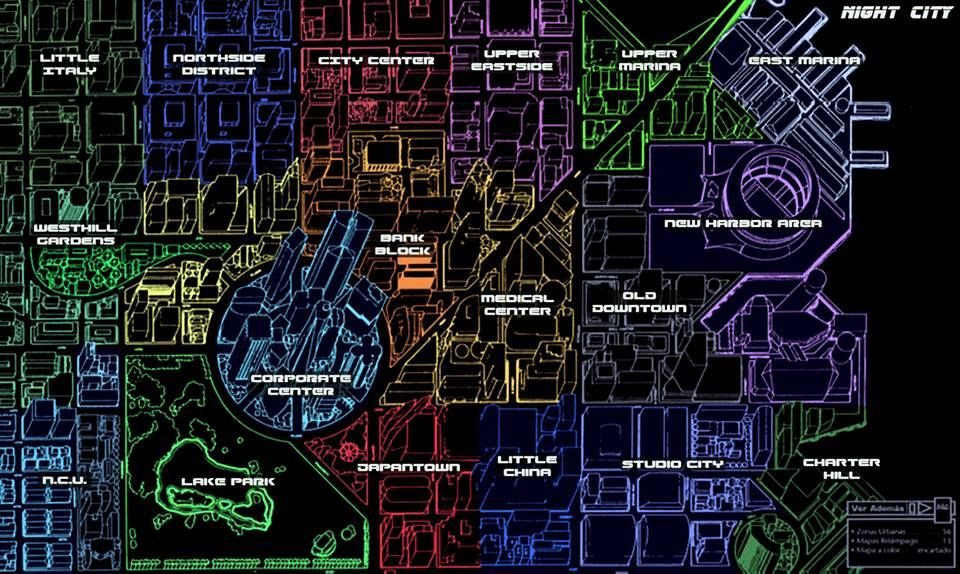 NIGHT CITY
LITTLE
ITALY
NORTHSIDE
DISTRICT
CITY CENTER
UPPER
EASTSIDE
UPPER
MARINA
EAST MARINA
WESTHILL
GARDENS
BANK
BLOCK
NEW HARBOR AREA
MEDICAL
CENTER
OLD
DOWNTOWN
CORPORATE
CENTER
N.C.U.
LAKE PARK
JAPANTOWN
LITTLE
CHINA
STUDIO CITY
CHARTER
HILL
Ver Además
• Zonas Urbanas 56
• Mapas Relámpago 13
• Mapa a color encartado